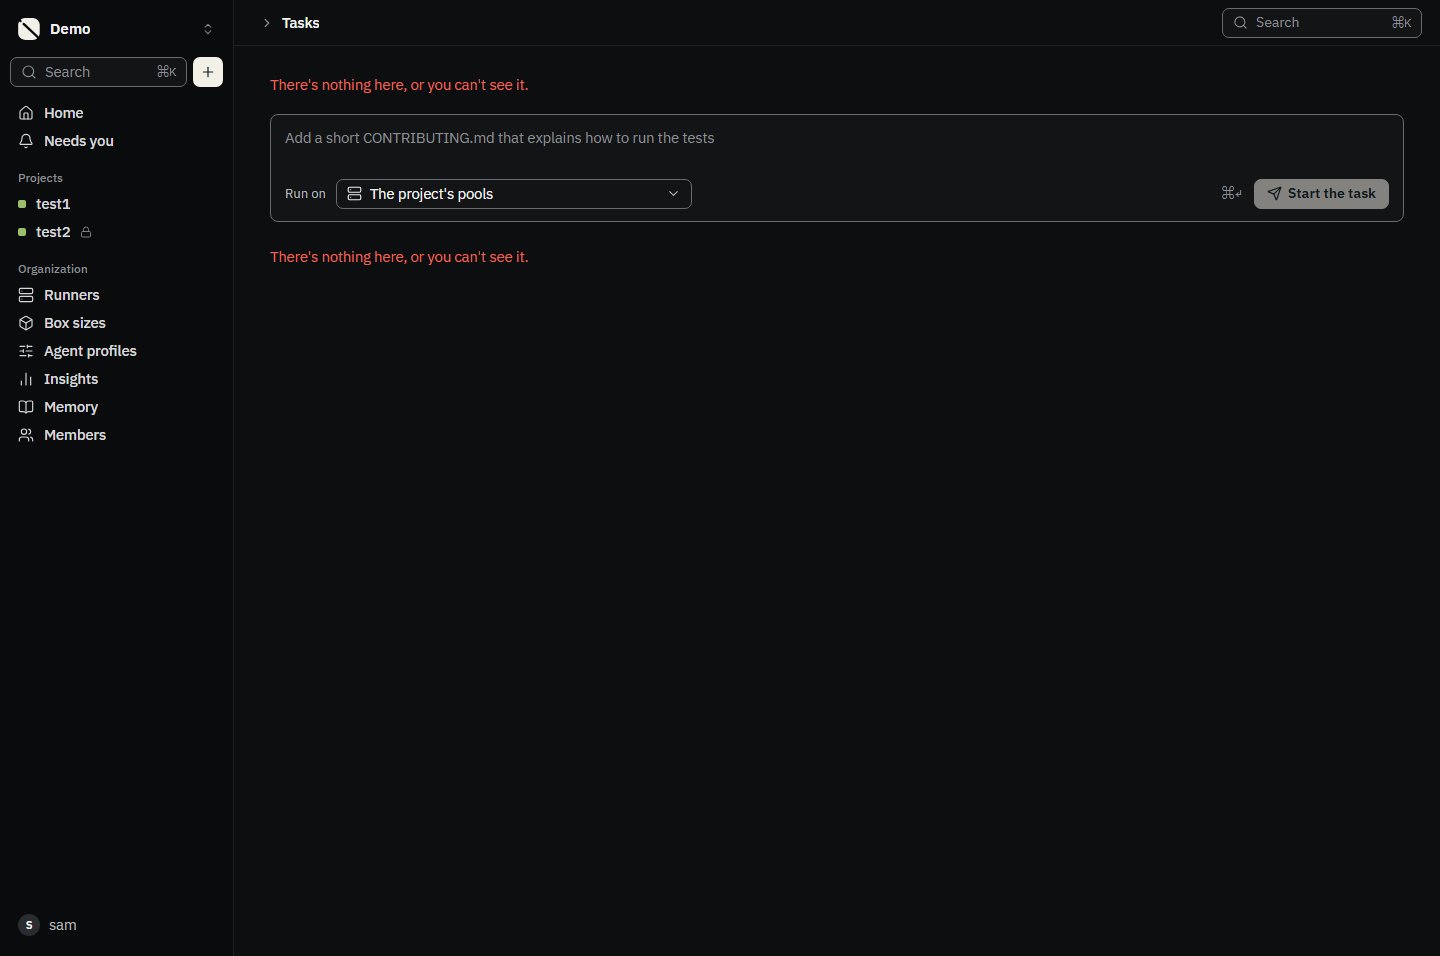 Demo
Search ⌘K
+
Home
Needs you
Projects
test1
test2
Organization
Runners
Box sizes
Agent profiles
Insights
Memory
Members
S sam
Tasks
Search ⌘K
There's nothing here, or you can't see it.
Add a short CONTRIBUTING.md that explains how to run the tests
Run on The project's pools ⌘↵ Start the task
There's nothing here, or you can't see it.